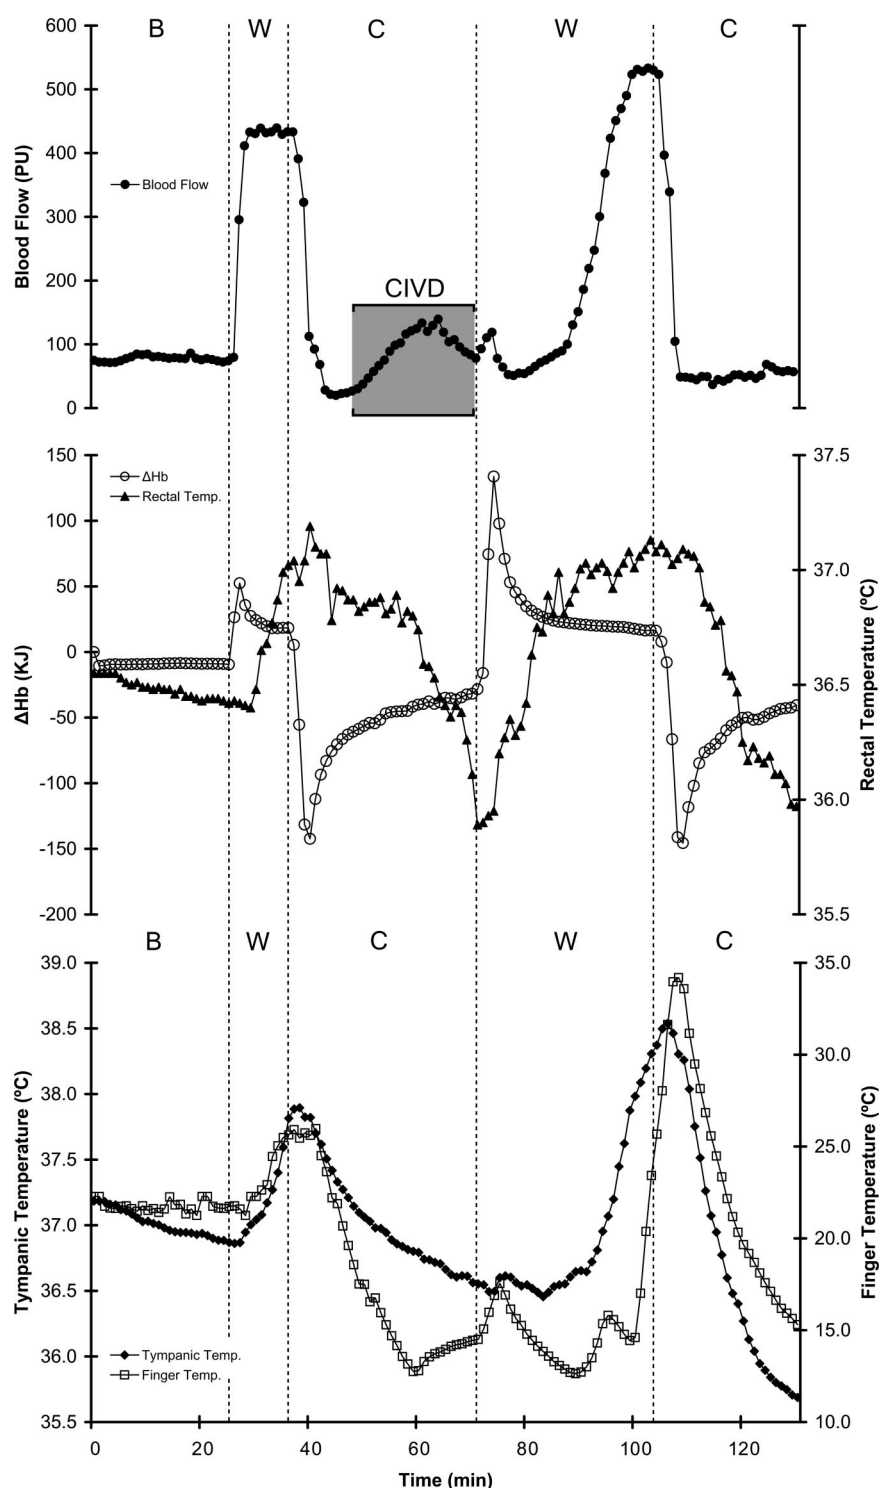 B W C W C
600
500
400
300
200
100
0
Blood Flow (PU)
Blood Flow
CIVD
150
100
50
0
-50
-100
-150
-200
ΔHb (KJ)
ΔHb
Rectal Temp.
37.5
37.0
36.5
36.0
35.5
Rectal Temperature (ºC)
B W C W C
39.0
38.5
38.0
37.5
37.0
36.5
36.0
35.5
Tympanic Temperature (ºC)
Tympanic Temp.
Finger Temp.
35.0
30.0
25.0
20.0
15.0
10.0
Finger Temperature (ºC)
0 20 40 60 80 100 120
Time (min)